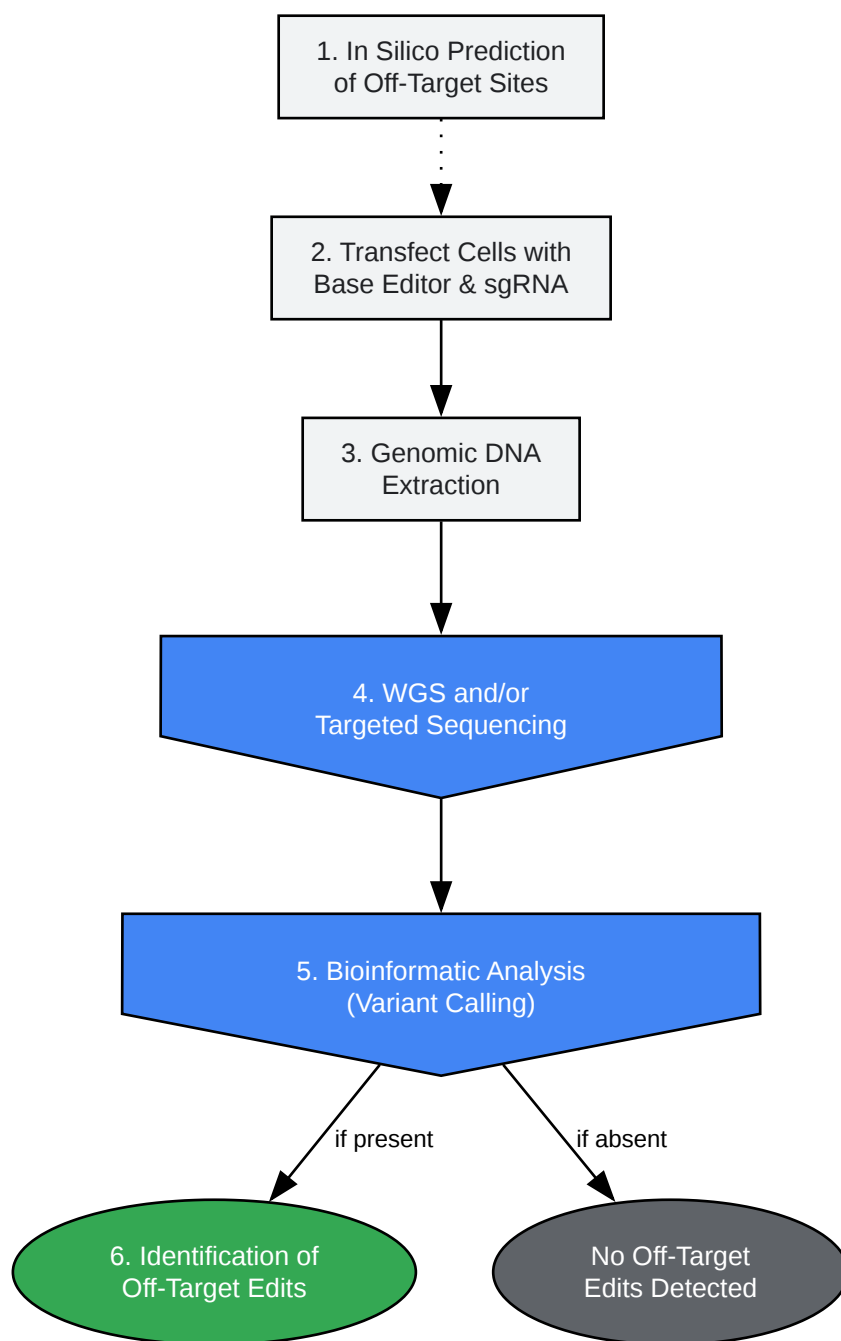 1. In Silico Prediction
of Off-Target Sites
2. Transfect Cells with
Base Editor & sgRNA
3. Genomic DNA
Extraction
4. WGS and/or
Targeted Sequencing
5. Bioinformatic Analysis
(Variant Calling)
if present
if absent
6. Identification of
Off-Target Edits
No Off-Target
Edits Detected